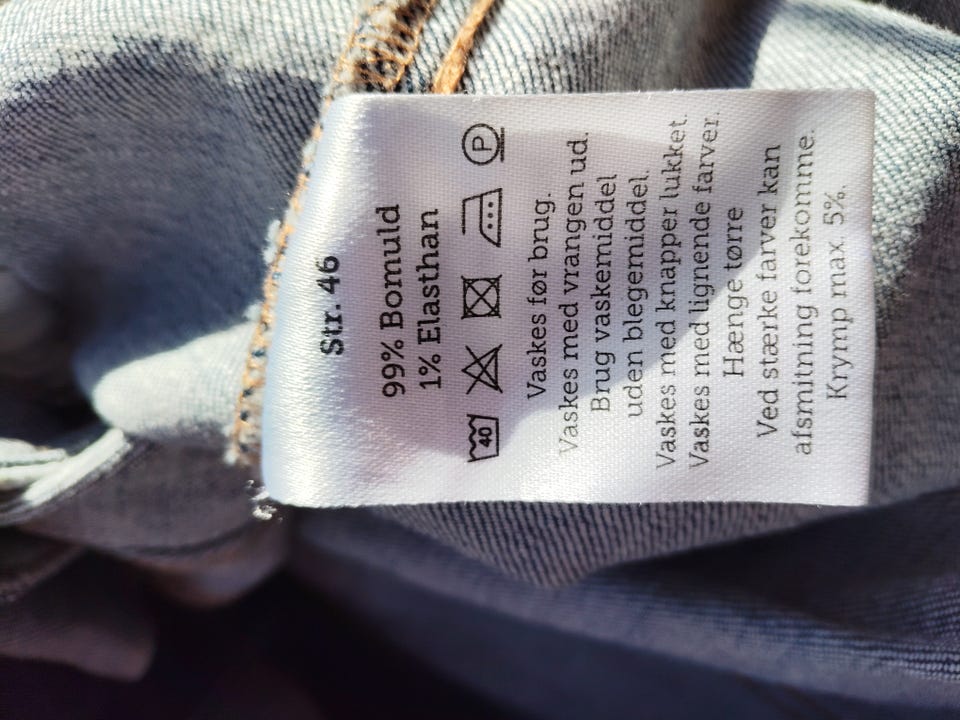 Str. 46
99% Bomuld
1% Elasthan
40 P
Vaskes før brug.
Vaskes med vrangen ud.
Brug vaskemiddel
uden blegemiddel.
Vaskes med knapper lukket.
Vaskes med lignende farver.
Hænge tørre
Ved stærke farver kan
afsmitning forekomme.
Krymp max. 5%.